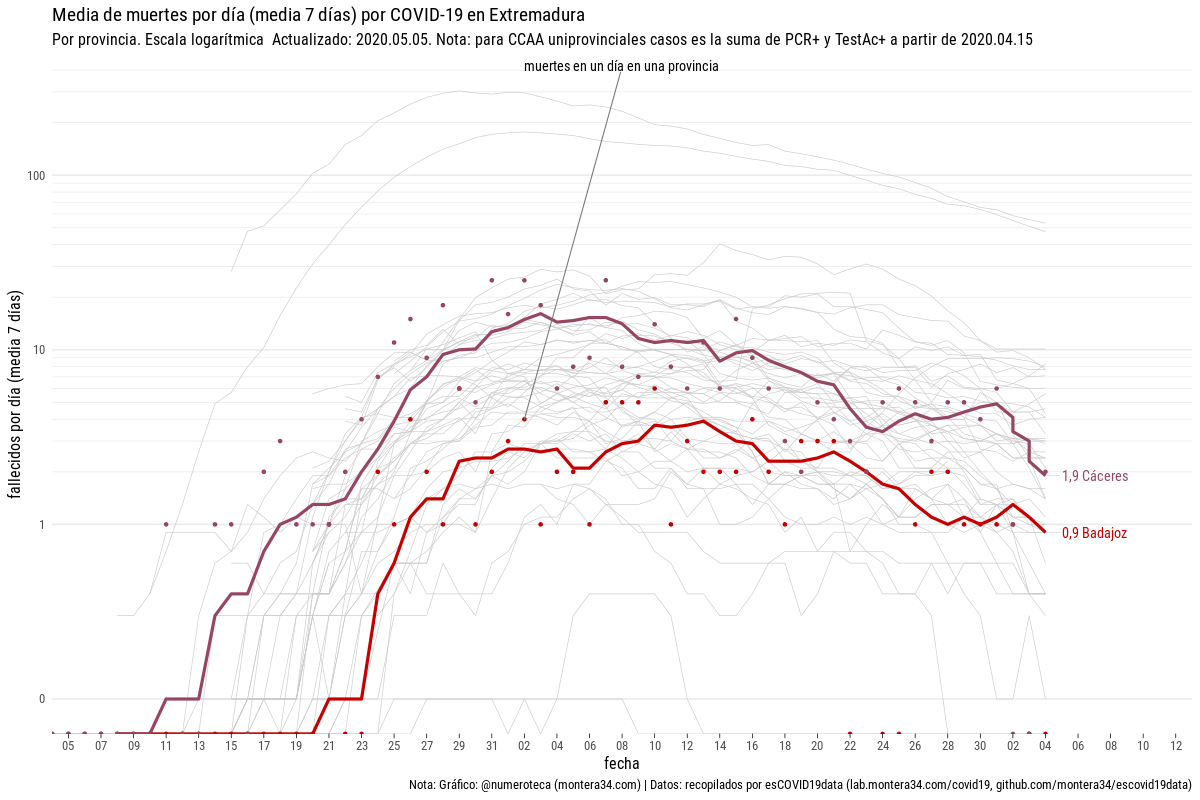 Media de muertes por día (media 7 días) por COVID-19 en Extremadura
Por provincia. Escala logarítmica  Actualizado: 2020.05.05. Nota: para CCAA uniprovinciales casos es la suma de PCR+ y TestAc+ a partir de 2020.04.15
muertes en un día en una provincia
fallecidos por día (media 7 días)
100
10
1
0
1,9 Cáceres
0,9 Badajoz
05 07 09 11 13 15 17 19 21 23 25 27 29 31 02 04 06 08 10 12 14 16 18 20 22 24 26 28 30 02 04 06 08 10 12
fecha
Nota: Gráfico: @numeroteca (montera34.com) | Datos: recopilados por esCOVID19data (lab.montera34.com/covid19, github.com/montera34/escovid19data)